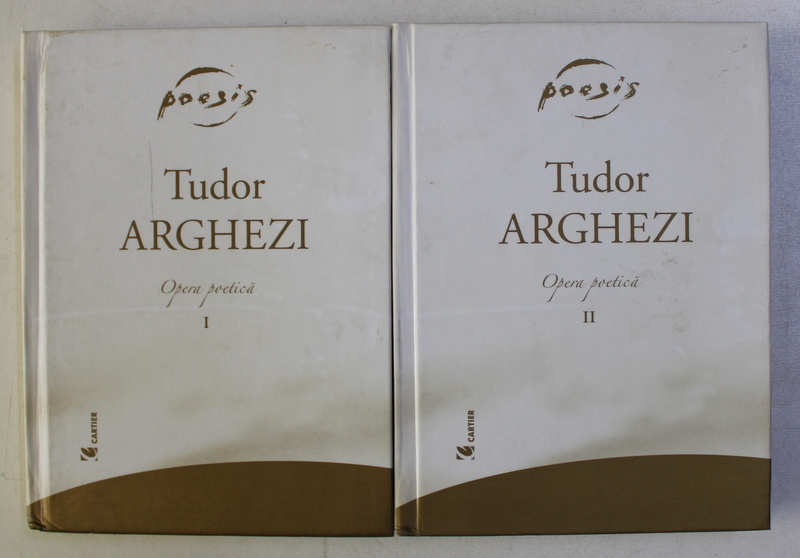 poesis
Tudor
ARGHEZI
Opera poetică
I
CARTIER
poesis
Tudor
ARGHEZI
Opera poetică
II
CARTIER